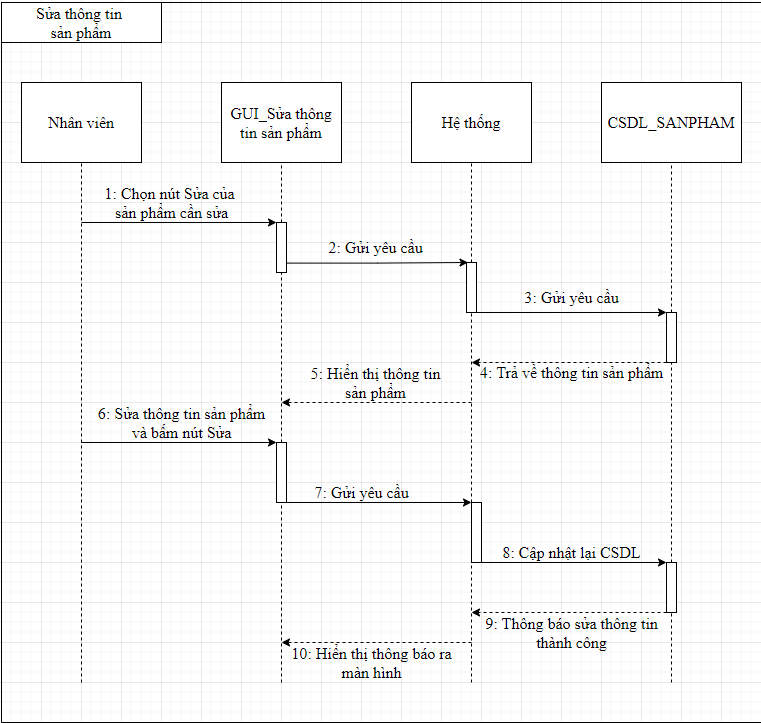 Sửa thông tin
sản phẩm
Nhân viên
GUI_Sửa thông
tin sản phẩm
Hệ thống
CSDL_SANPHAM
1: Chọn nút Sửa của
sản phẩm cần sửa
2: Gửi yêu cầu
3: Gửi yêu cầu
4: Trả về thông tin sản phẩm
5: Hiển thị thông tin
sản phẩm
6: Sửa thông tin sản phẩm
và bấm nút Sửa
7: Gửi yêu cầu
8: Cập nhật lại CSDL
9: Thông báo sửa thông tin
thành công
10: Hiển thị thông báo ra
màn hình